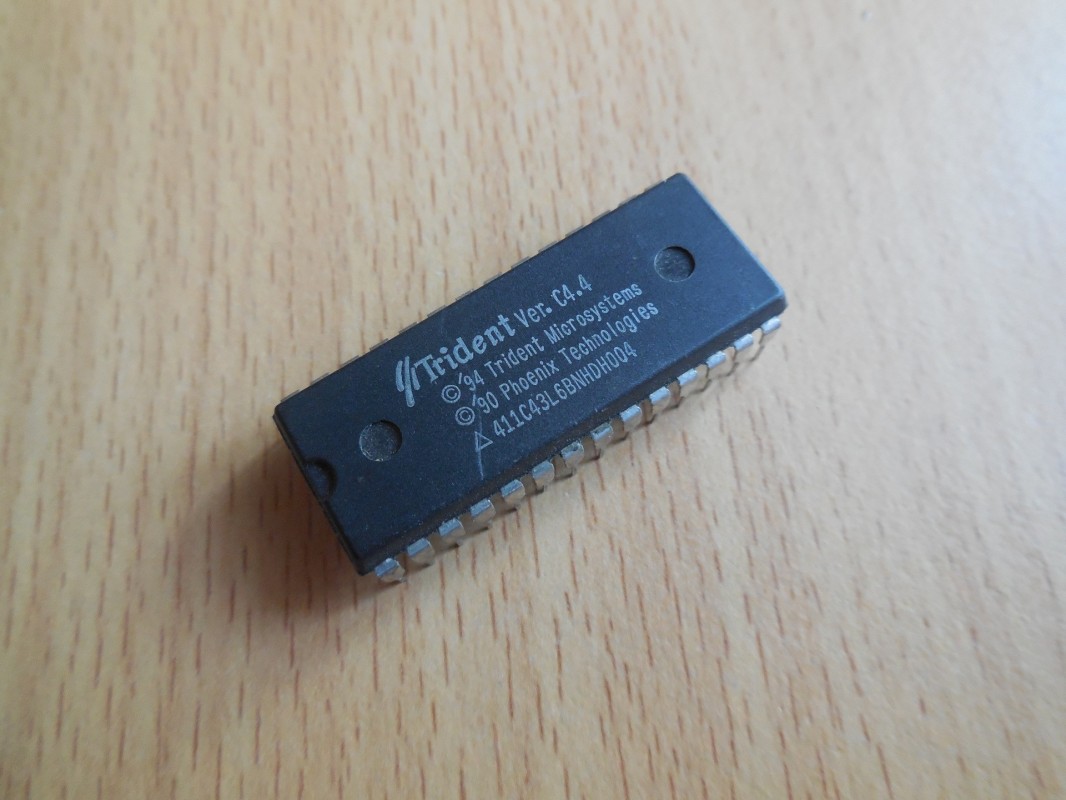 Trident Ver. C4.4
©'94 Trident Microsystems
©'90 Phoenix Technologies
△ 411C43L6BNHDH004